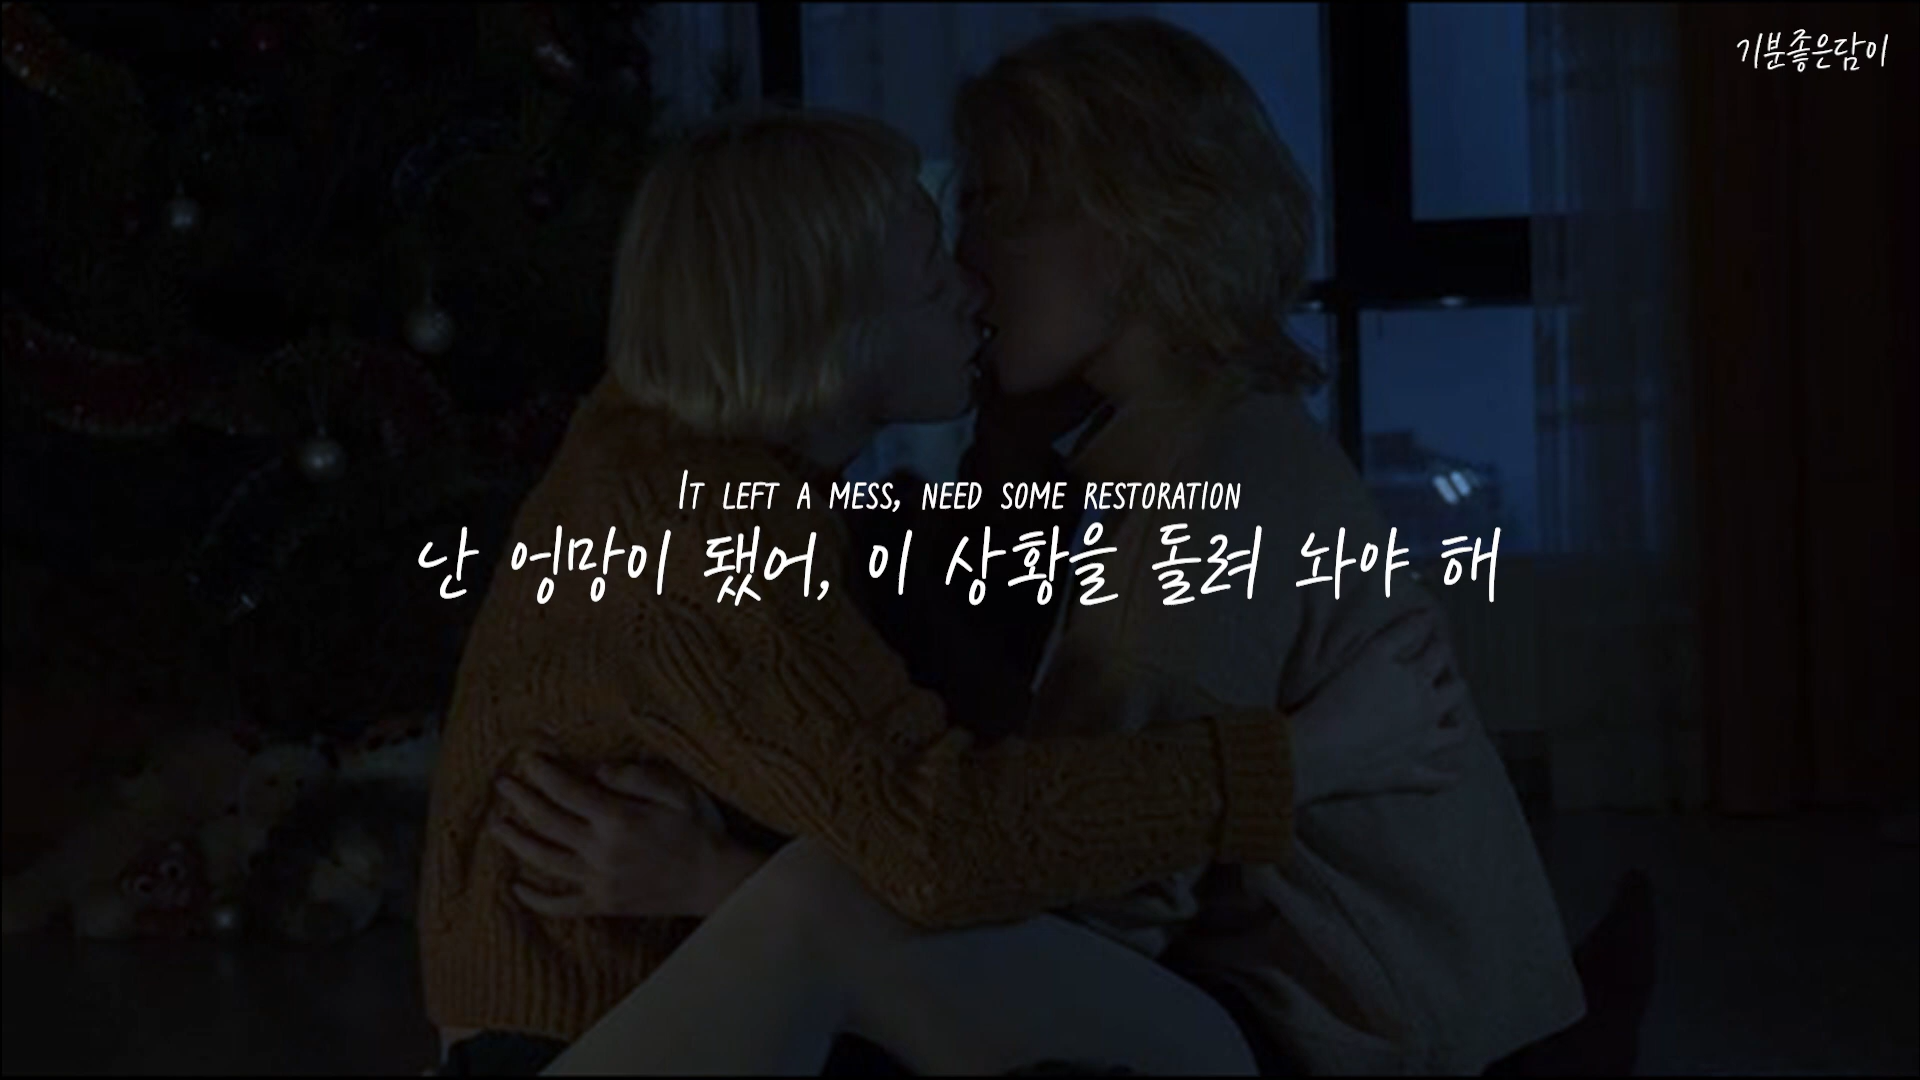 기분좋은담이
It left a mess, need some restoration
난 엉망이 됐어, 이 상황을 돌려 놔야 해